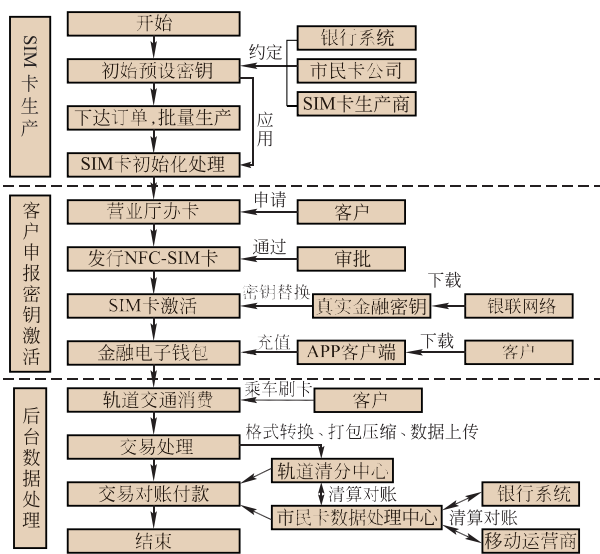 开始
SIM卡生产
银行系统
约定
初始预设密钥
市民卡公司
SIM卡生产商
下达订单,批量生产
应用
SIM卡初始化处理
客户申报密钥激活
申请
营业厅办卡
客户
通过
发行NFC-SIM卡
审批
下载
密钥替换
SIM卡激活
真实金融密钥
银联网络
充值
下载
金融电子钱包
APP客户端
客户
后台数据处理
乘车刷卡
轨道交通消费
客户
格式转换、打包压缩、数据上传
交易处理
轨道清分中心
交易对账付款
清算对账
银行系统
市民卡数据处理中心
清算对账
结束
移动运营商